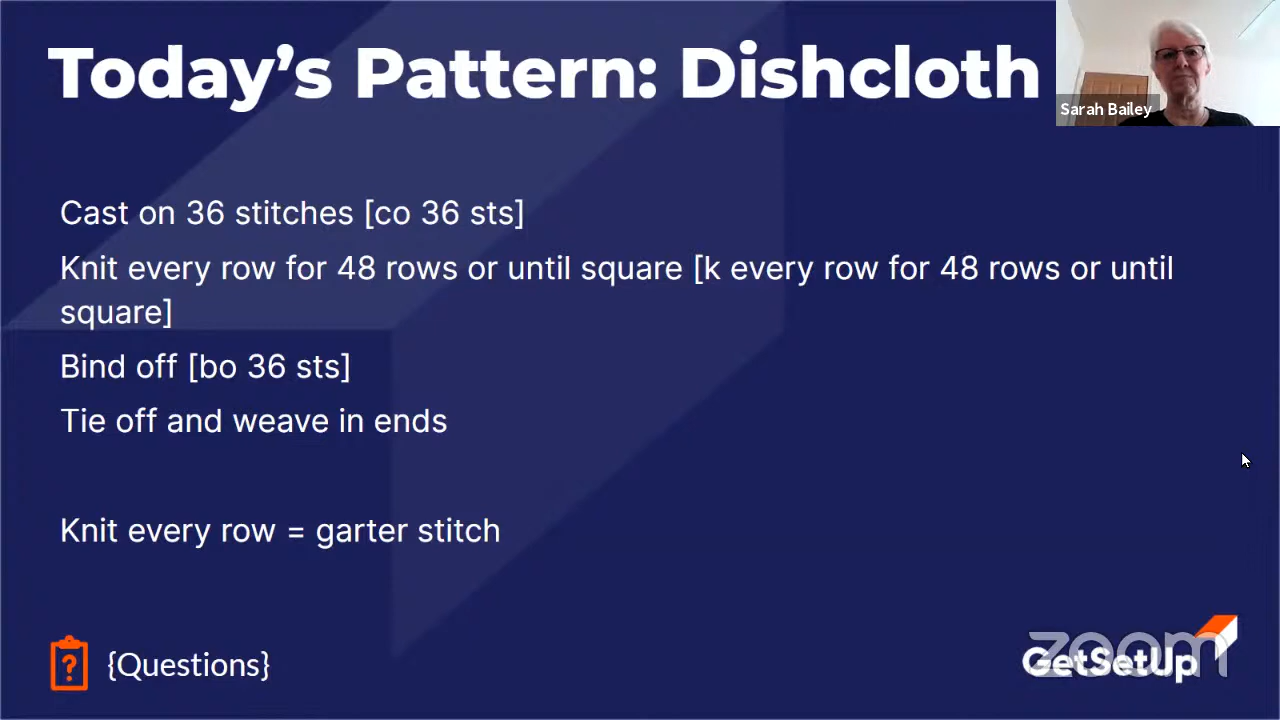 Today’s Pattern: Dishcloth
Sarah Bailey
Cast on 36 stitches [co 36 sts]
Knit every row for 48 rows or until square [k every row for 48 rows or until
square]
Bind off [bo 36 sts]
Tie off and weave in ends
Knit every row = garter stitch
{Questions}
GetSetUp
zoom